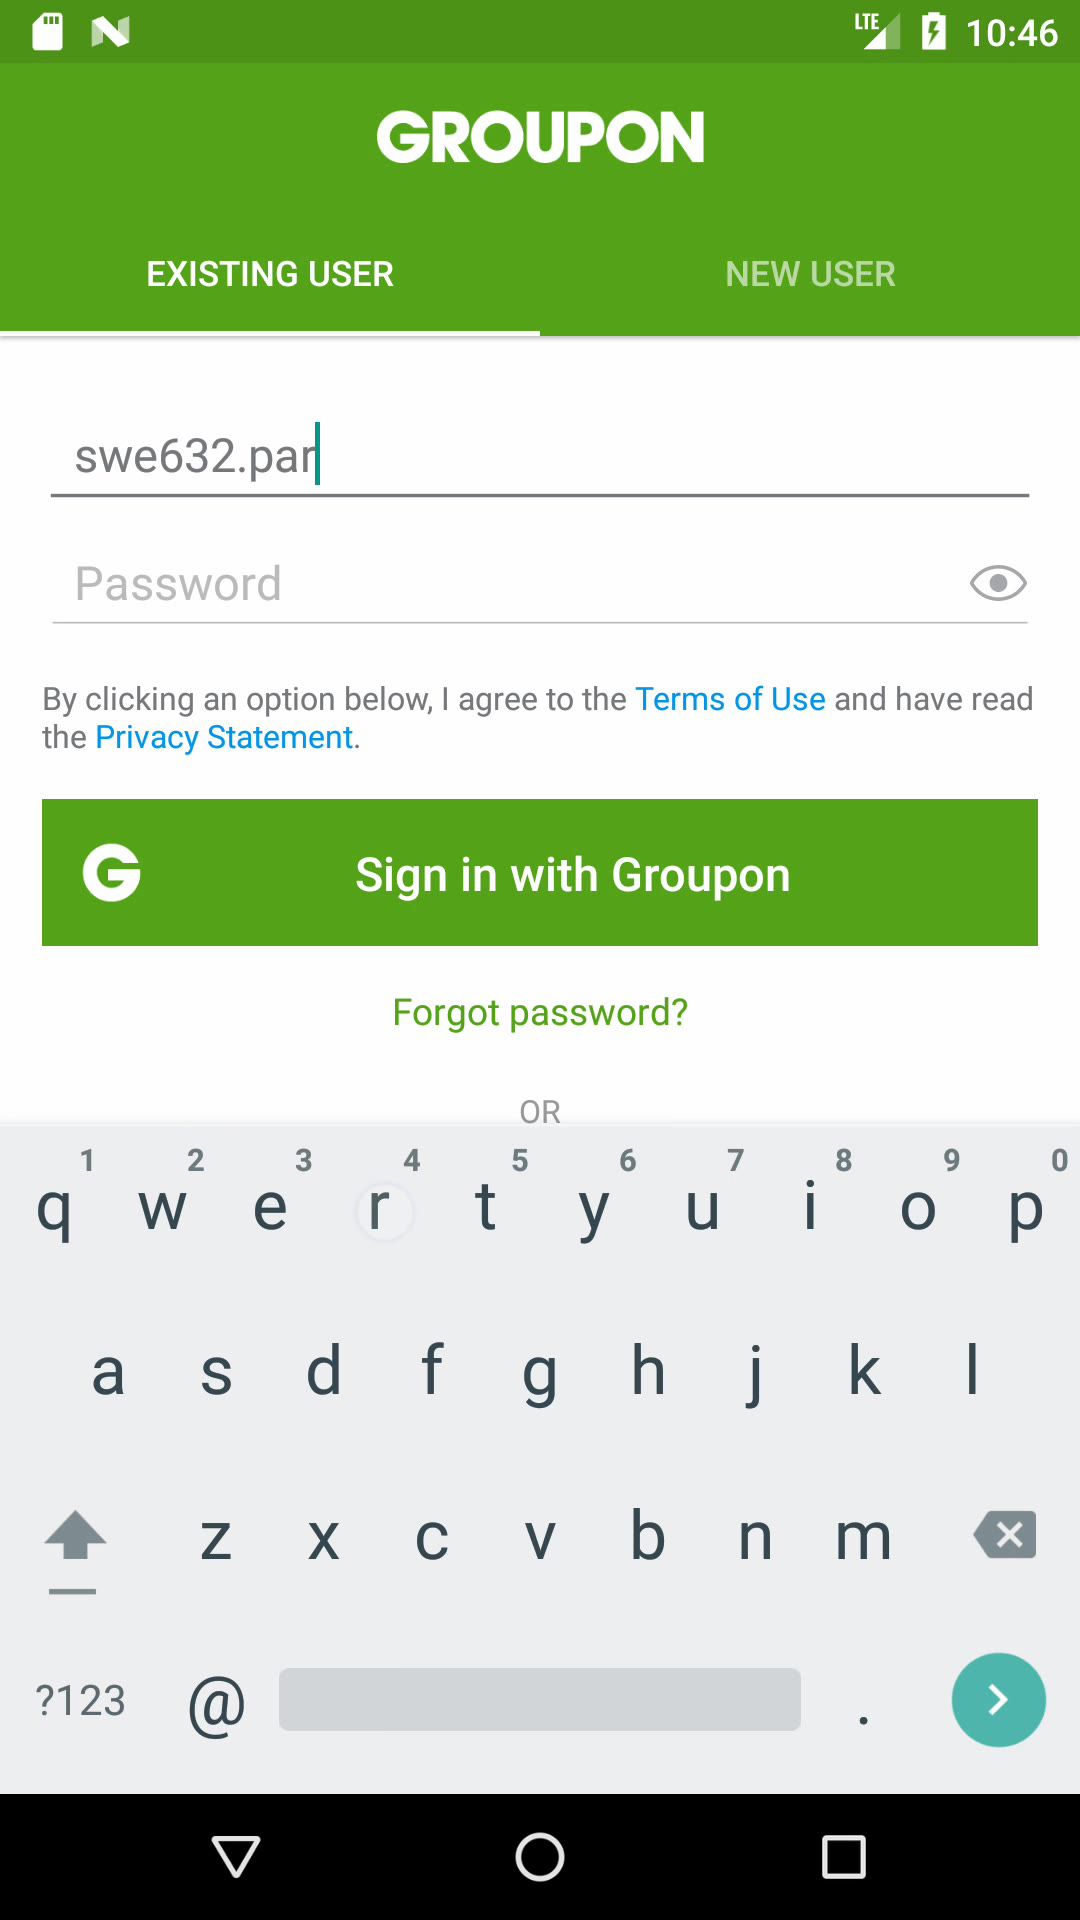 LTE 10:46
GROUPON
EXISTING USER NEW USER
swe632.par
Password
By clicking an option below, I agree to the Terms of Use and have read
the Privacy Statement.
G Sign in with Groupon
Forgot password?
OR
1 2 3 4 5 6 7 8 9 0
q w e r t y u i o p
a s d f g h j k l
z x c v b n m
?123 @ .